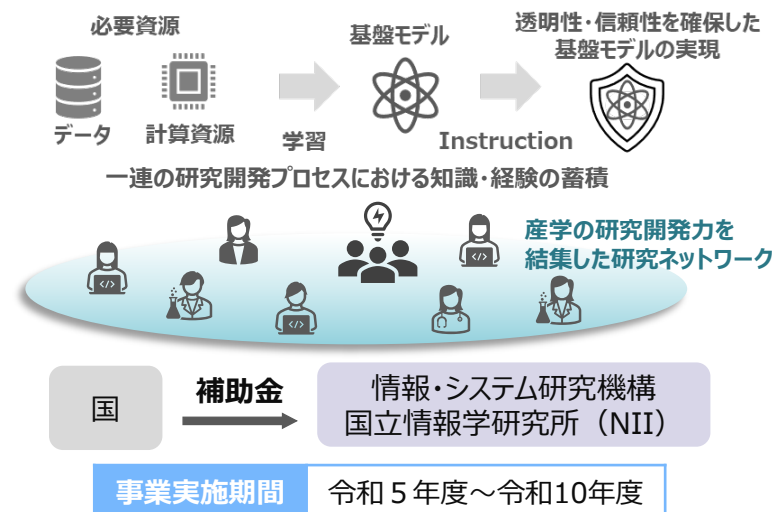 必要資源
データ
計算資源
学習
基盤モデル
Instruction
透明性・信頼性を確保した
基盤モデルの実現
一連の研究開発プロセスにおける知識・経験の蓄積
産学の研究開発力を
結集した研究ネットワーク
国
補助金
情報・システム研究機構
国立情報学研究所（NII）
事業実施期間
令和５年度～令和10年度